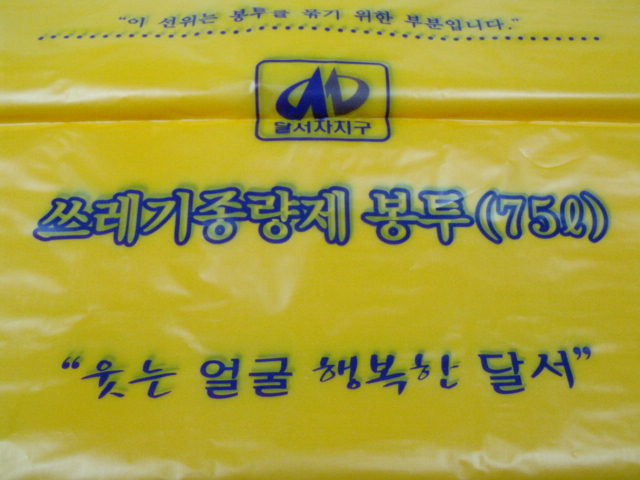 "이 선위는 봉투를 묶기 위한 부분입니다."
달서자치구
쓰레기종량제 봉투(75ℓ)
"웃는 얼굴 행복한 달서"